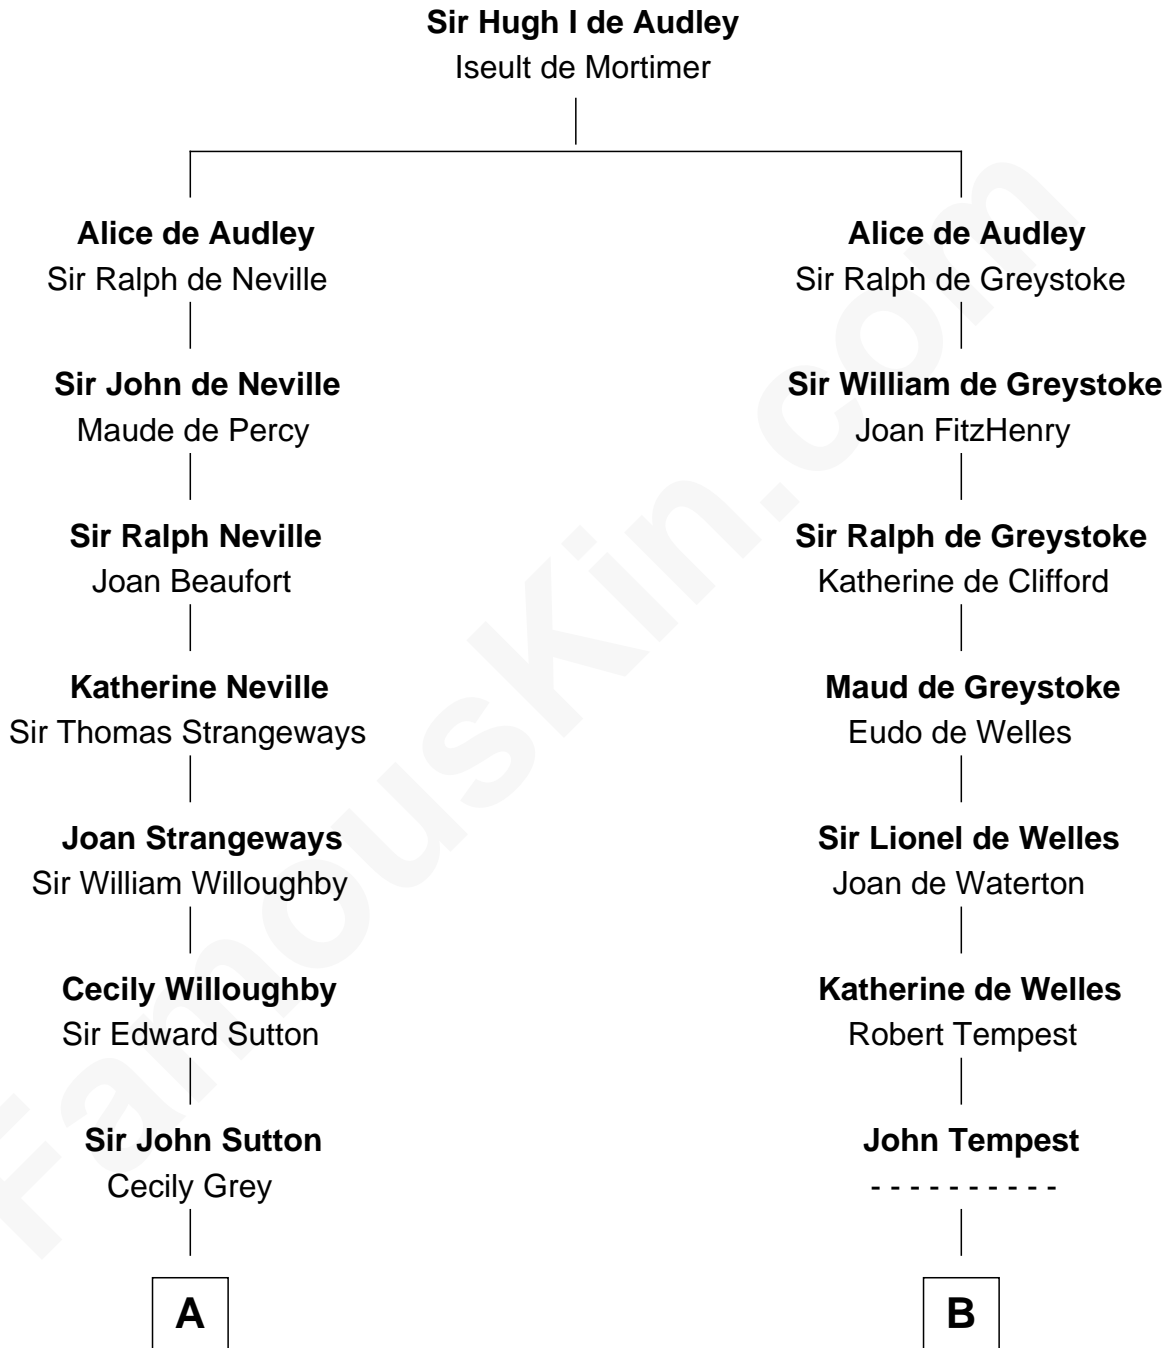 Sir Hugh I de Audley
Iseult de Mortimer
Alice de Audley
Sir Ralph de Neville
Sir John de Neville
Maude de Percy
Sir Ralph Neville
Joan Beaufort
Katherine Neville
Sir Thomas Strangeways
Joan Strangeways
Sir William Willoughby
Cecily Willoughby
Sir Edward Sutton
Sir John Sutton
Cecily Grey
A
Alice de Audley
Sir Ralph de Greystoke
Sir William de Greystoke
Joan FitzHenry
Sir Ralph de Greystoke
Katherine de Clifford
Maud de Greystoke
Eudo de Welles
Sir Lionel de Welles
Joan de Waterton
Katherine de Welles
Robert Tempest
John Tempest
- - - - - - - - - -
B
FamousKin.com